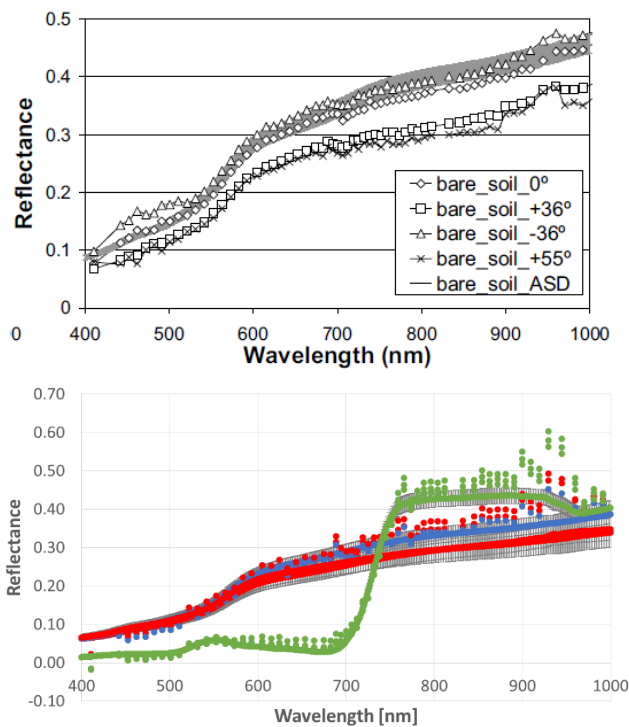 0.5
0.4
0.3
0.2
0.1
0
Reflectance
bare_soil_0º
bare_soil_+36º
bare_soil_-36º
bare_soil_+55º
bare_soil_ASD
0 400 500 600 700 800 900 1000
Wavelength (nm)
0.70
0.60
0.50
0.40
0.30
0.20
0.10
0.00
-0.10
Reflectance
400 500 600 700 800 900 1000
Wavelength [nm]